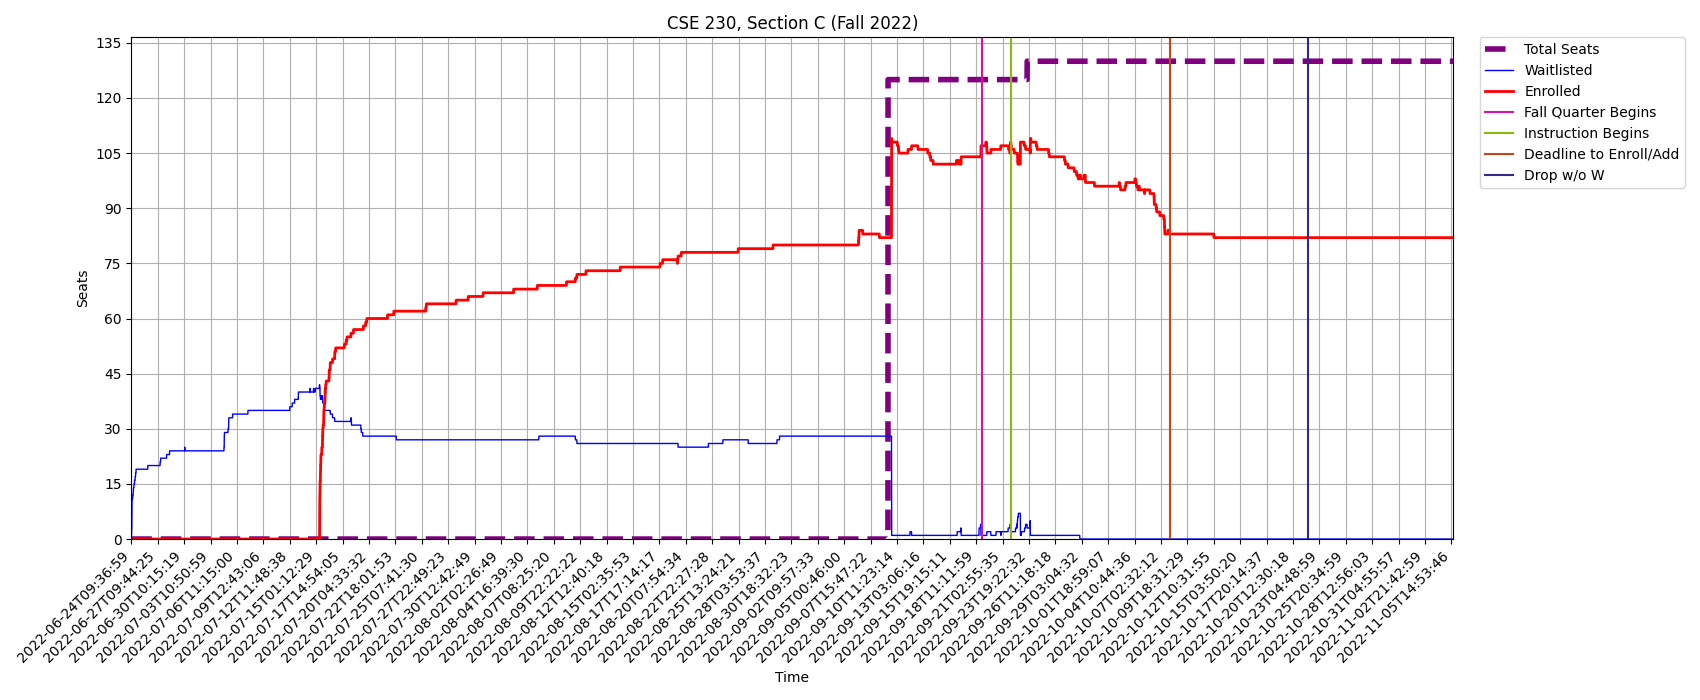 CSE 230, Section C (Fall 2022)
Total Seats
Waitlisted
Enrolled
Fall Quarter Begins
Instruction Begins
Deadline to Enroll/Add
Drop w/o W
Seats
135
120
105
90
75
60
45
30
15
0
2022-06-24T09:36:59
2022-06-27T09:44:25
2022-06-30T10:15:19
2022-07-03T10:50:59
2022-07-06T11:15:00
2022-07-09T12:43:06
2022-07-12T11:48:38
2022-07-15T10:12:29
2022-07-17T14:54:05
2022-07-20T04:33:32
2022-07-22T18:01:53
2022-07-25T07:41:30
2022-07-27T22:49:23
2022-07-30T12:42:49
2022-08-02T02:26:49
2022-08-04T16:39:30
2022-08-07T08:25:20
2022-08-09T22:22:22
2022-08-12T12:40:18
2022-08-15T02:35:53
2022-08-17T17:14:17
2022-08-20T07:54:34
2022-08-22T22:27:28
2022-08-25T13:24:21
2022-08-28T03:53:37
2022-08-30T18:32:23
2022-09-02T09:57:33
2022-09-05T00:46:00
2022-09-07T15:47:22
2022-09-10T11:23:14
2022-09-13T03:06:16
2022-09-15T19:15:11
2022-09-18T11:11:59
2022-09-21T02:55:35
2022-09-23T19:22:32
2022-09-26T11:18:18
2022-09-29T03:04:32
2022-10-01T18:59:07
2022-10-04T10:44:36
2022-10-07T02:32:12
2022-10-09T18:31:29
2022-10-12T10:31:55
2022-10-15T03:50:20
2022-10-17T20:14:37
2022-10-20T12:30:18
2022-10-23T04:48:59
2022-10-25T20:34:59
2022-10-28T12:56:03
2022-10-31T04:55:57
2022-11-02T21:42:59
2022-11-05T14:53:46
Time